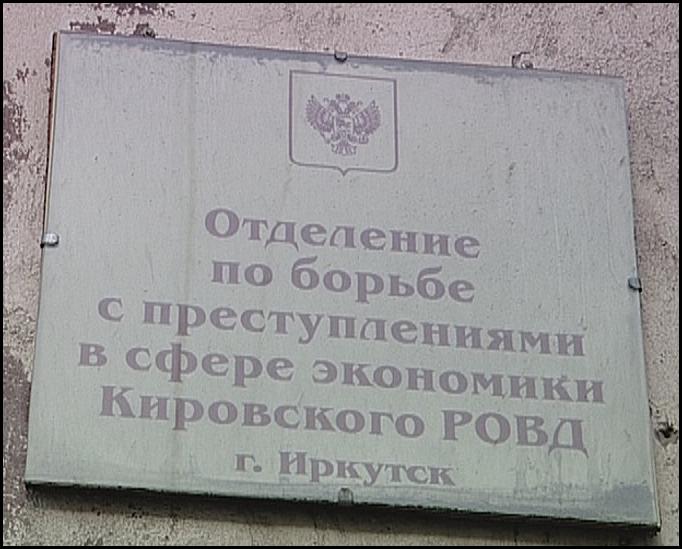 Отделение
по борьбе
с преступлениями
в сфере экономики
Кировского РОВД
г. Иркутск